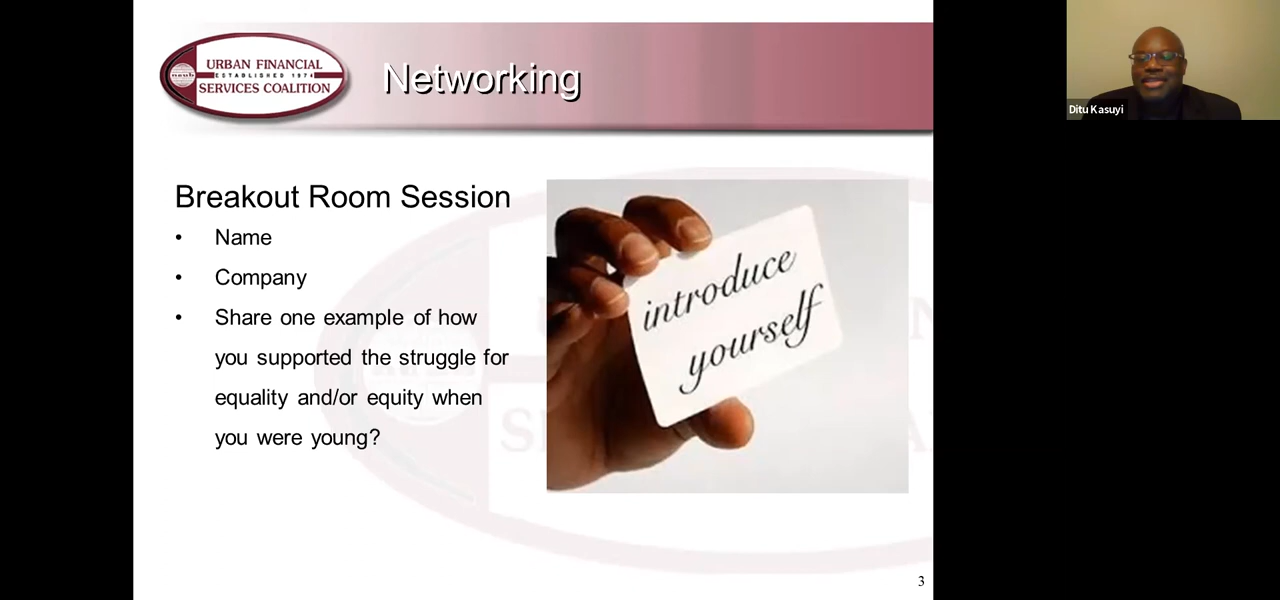 URBAN FINANCIAL
ESTABLISHED 1974
SERVICES COALITION
Networking
Ditu Kasuyi
Breakout Room Session
• Name
• Company
• Share one example of how
you supported the struggle for
equality and/or equity when
you were young?
introduce
yourself
3